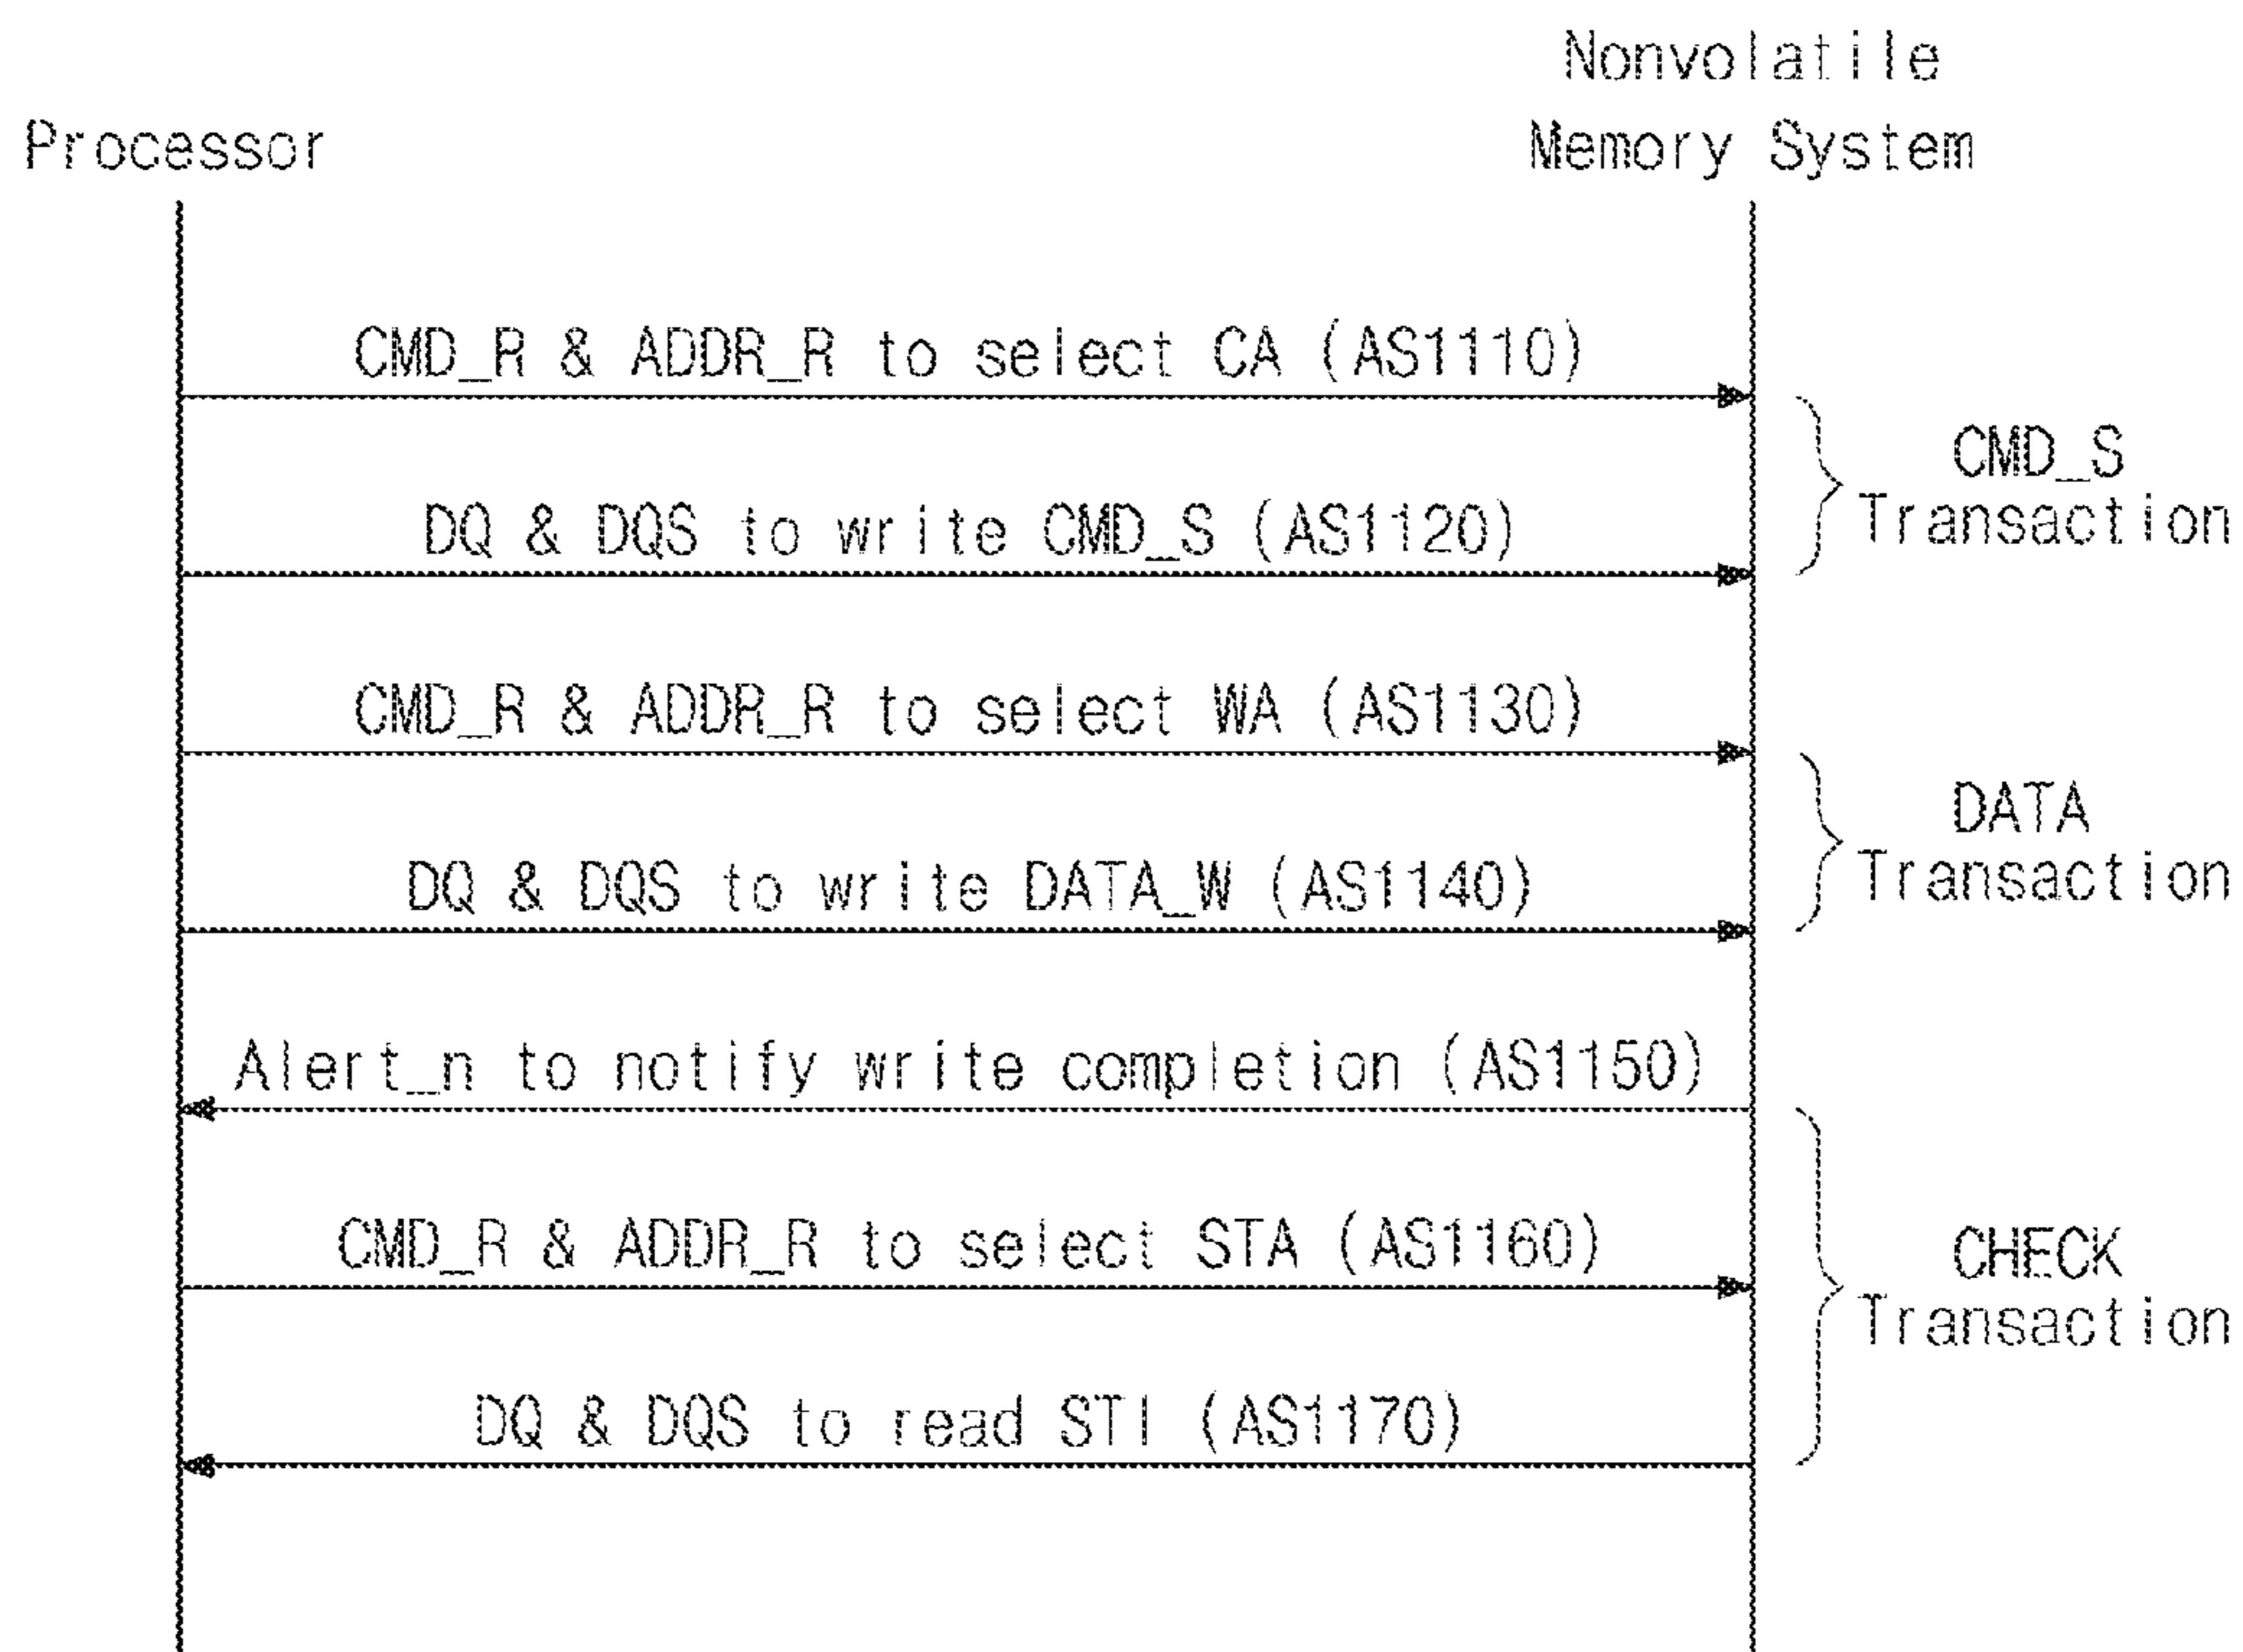 Nonvolatile
Processor
Memory System
CMD_R & ADDR_R to select CA (AS1110)
CMD_S
Transaction
DQ & DQS to write CMD_S (AS1120)
CMD_R & ADDR_R to select WA (AS1130)
DATA
Transaction
DQ & DQS to write DATA_W (AS1140)
Alert_n to notify write completion (AS1150)
CMD_R & ADDR_R to select STA (AS1160)
CHECK
Transaction
DQ & DQS to read STI (AS1170)